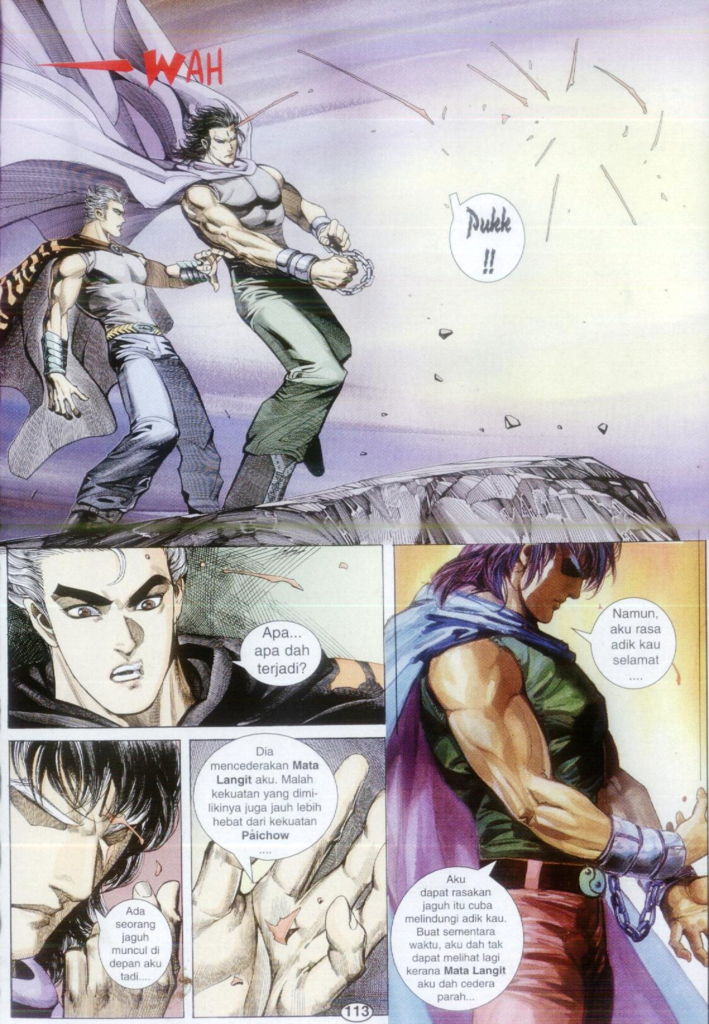 WAH
Pukk
!!
Apa...
apa dah
terjadi?
Namun,
aku rasa
adik kau
selamat
....
Ada
seorang
jaguh
muncul di
depan aku
tadi....
Dia
mencederakan Mata
Langit aku. Malah
kekuatan yang dimi-
likinya juga jauh lebih
hebat dari kekuatan
Paichow
....
Aku
dapat rasakan
jaguh itu cuba
melindungi adik kau.
Buat sementara
waktu, aku dah tak
dapat melihat lagi
kerana Mata Langit
aku dah cedera
parah...
113